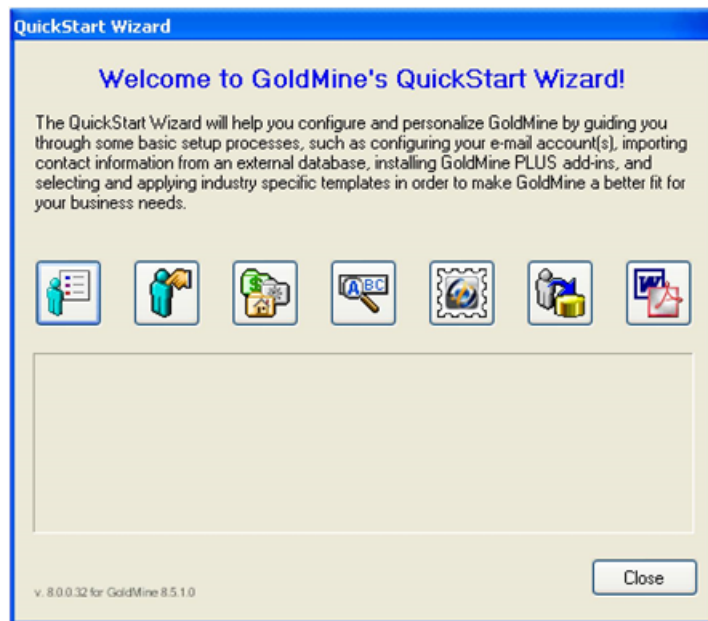 QuickStart Wizard
Welcome to GoldMine's QuickStart Wizard!
The QuickStart Wizard will help you configure and personalize GoldMine by guiding you
through some basic setup processes, such as configuring your e-mail account(s), importing
contact information from an external database, installing GoldMine PLUS add-ins, and
selecting and applying industry specific templates in order to make GoldMine a better fit for
your business needs.
ABC
W
v. 8.0.0.32 for GoldMine 8.5.1.0
Close